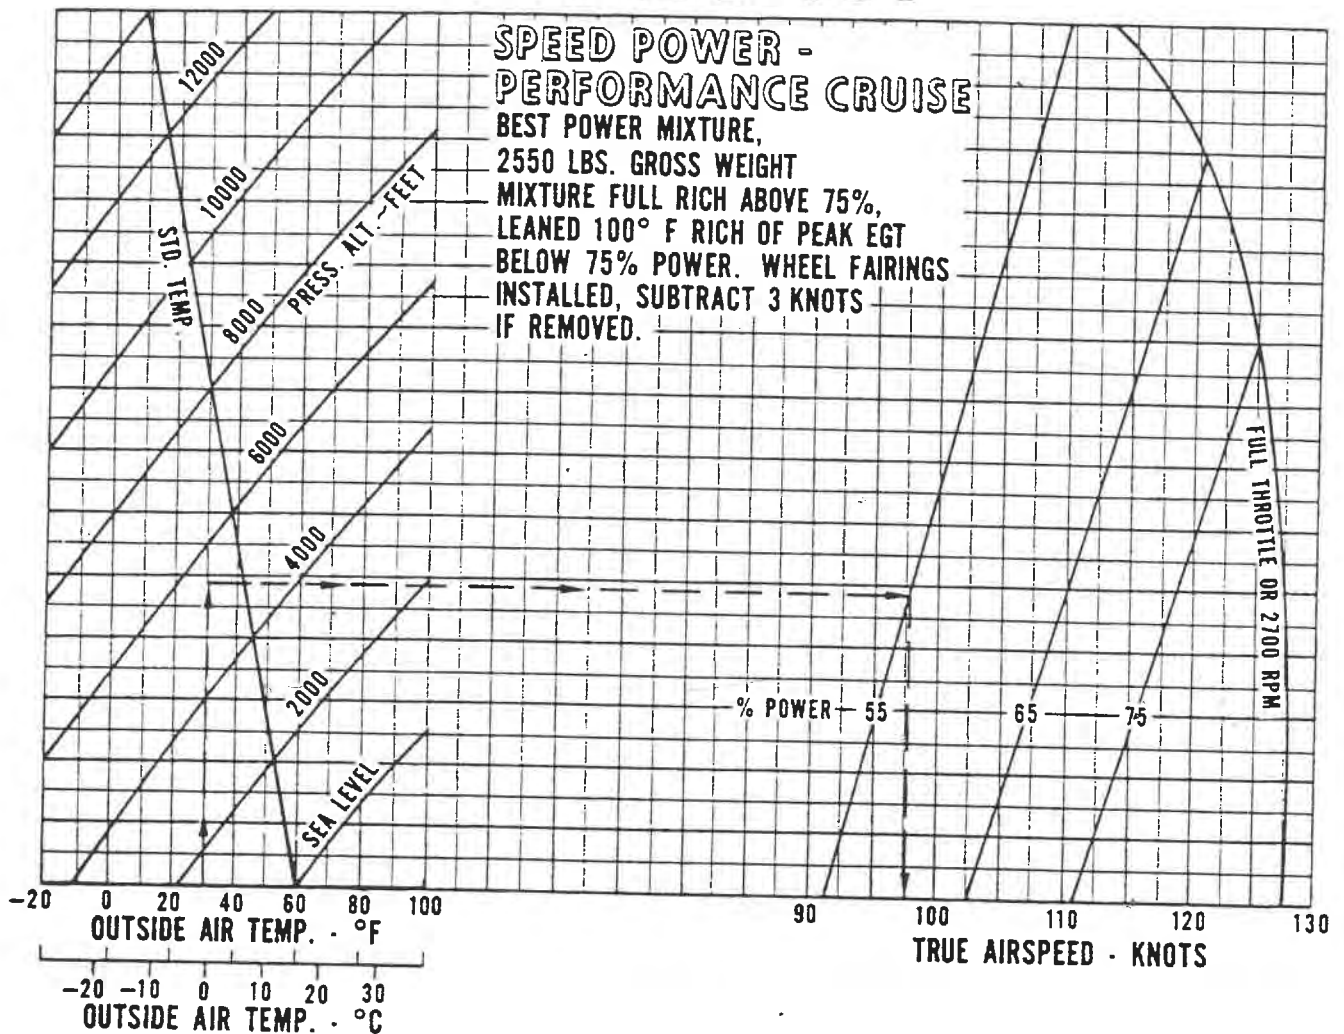 SPEED POWER -
PERFORMANCE CRUISE
BEST POWER MIXTURE,
2550 LBS. GROSS WEIGHT
MIXTURE FULL RICH ABOVE 75%,
LEANED 100° F RICH OF PEAK EGT
BELOW 75% POWER. WHEEL FAIRINGS
INSTALLED, SUBTRACT 3 KNOTS
IF REMOVED.
12000
10000
STD. TEMP.
PRESS. ALT.~FEET
8000
6000
4000
2000
SEA LEVEL
FULL THROTTLE OR 2700 RPM
% POWER 55 65 75
-20 0 20 40 60 80 100
OUTSIDE AIR TEMP. - °F
90 100 110 120 130
TRUE AIRSPEED - KNOTS
-20 -10 0 10 20 30
OUTSIDE AIR TEMP. - °C